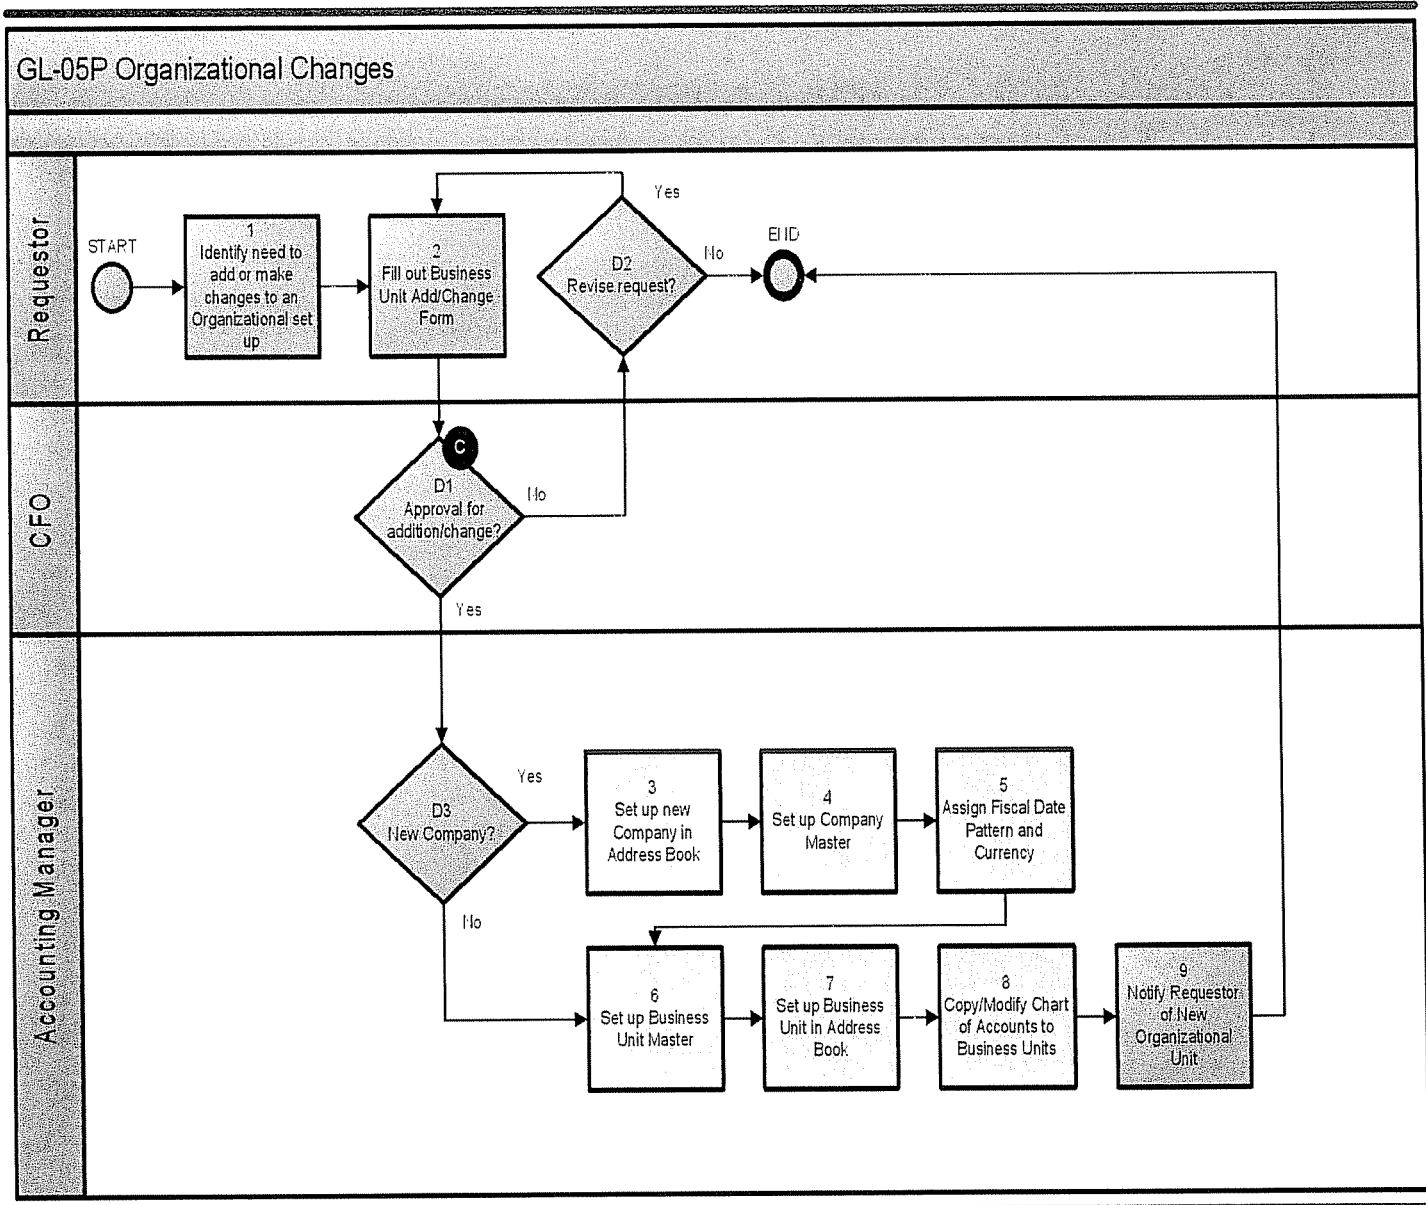 GL-05P Organizational Changes
Requestor
START
1
Identify need to
add or make
changes to an
Organizational set
up
2
Fill out Business
Unit Add/Change
Form
Yes
D2
Revise request?
No
END
CFO
C
D1
Approval for
addition/change?
No
Yes
Accounting Manager
D3
New Company?
Yes
No
3
Set up new
Company in
Address Book
4
Set up Company
Master
5
Assign Fiscal Date
Pattern and
Currency
6
Set up Business
Unit Master
7
Set up Business
Unit in Address
Book
8
Copy/Modify Chart
of Accounts to
Business Units
9
Notify Requestor
of New
Organizational
Unit